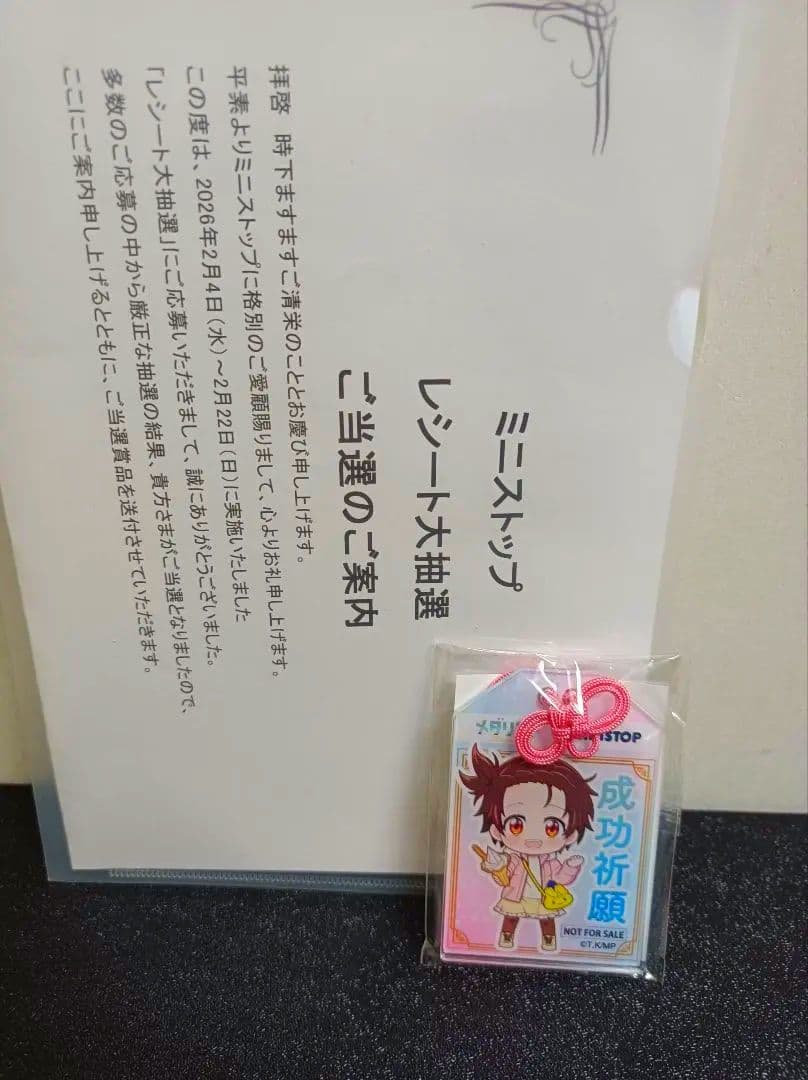 ミニストップ
レシート大抽選
ご当選のご案内
拝啓 時下ますますご清栄のこととお慶び申し上げます。
平素よりミニストップに格別のご愛顧賜りまして、心よりお礼申し上げます。
この度は、2026年2月4日(水)~2月22日(日)に実施いたしました
「レシート大抽選」にご応募いただきまして、誠にありがとうございました。
多数のご応募の中から厳正な抽選の結果、貴方さまがご当選となりましたので、
ここにご案内申し上げるとともに、ご当選賞品を送付させていただきます。
メダリ
ISTOP
成功祈願
NOT FOR SALE
©T.K/MP